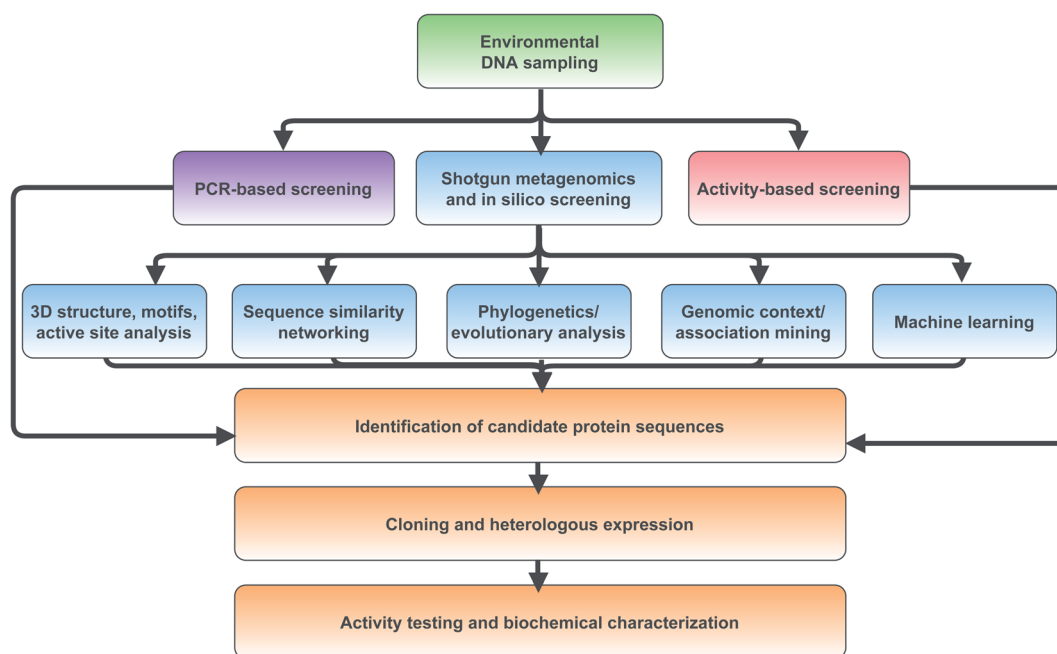 Environmental
DNA sampling
PCR-based screening
Shotgun metagenomics
and in silico screening
Activity-based screening
3D structure, motifs,
active site analysis
Sequence similarity
networking
Phylogenetics/
evolutionary analysis
Genomic context/
association mining
Machine learning
Identification of candidate protein sequences
Cloning and heterologous expression
Activity testing and biochemical characterization